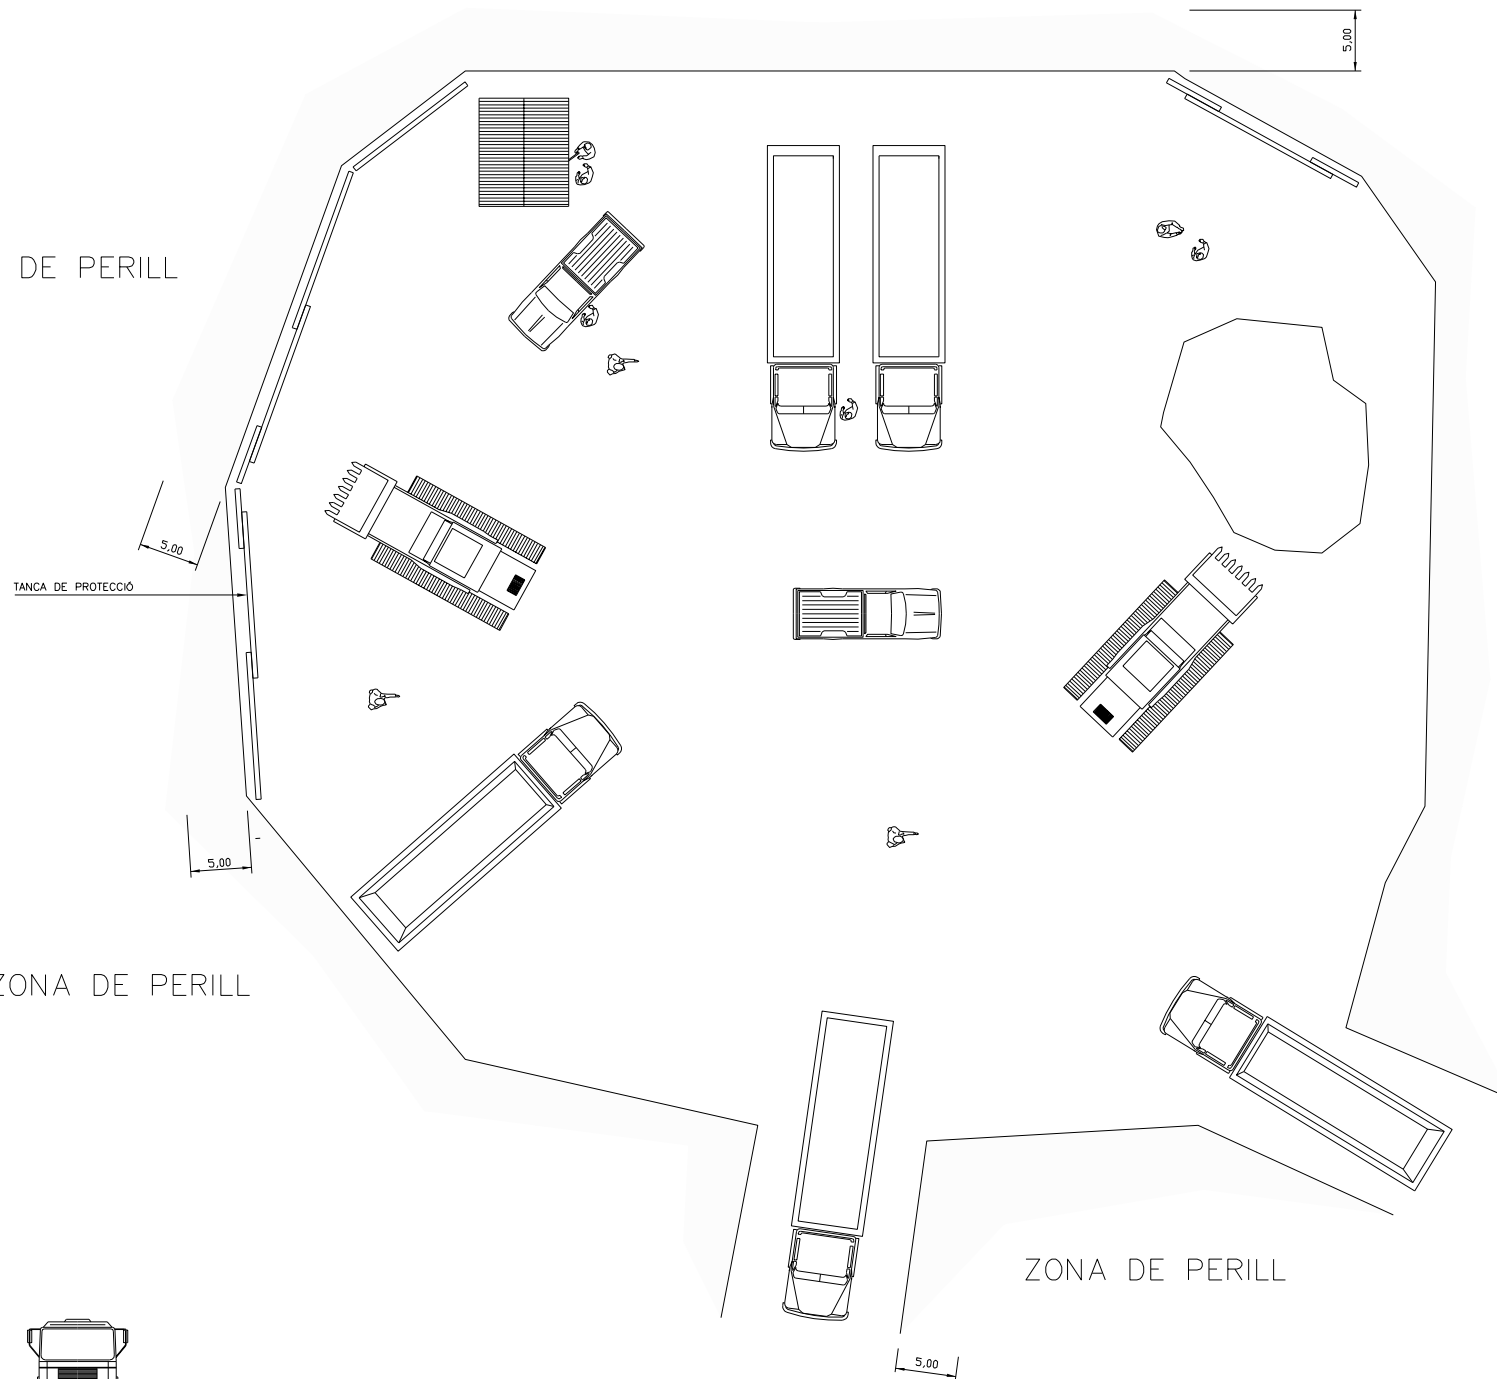 5,00
DE PERILL
5,00
TANCA DE PROTECCIÓ
5,00
ZONA DE PERILL
ZONA DE PERILL
5,00